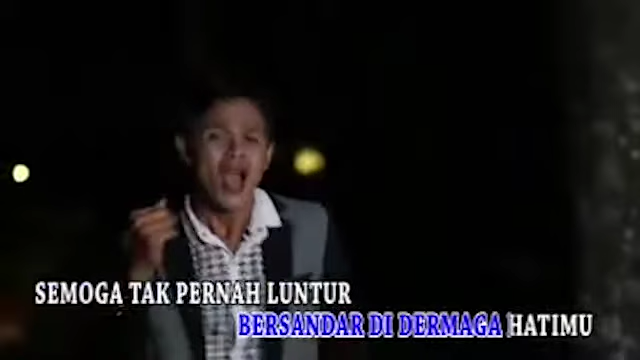 SEMOGA TAK PERNAH LUNTUR
BERSANDAR DI DERMAGA HATIMU